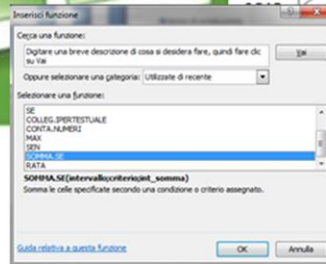 Inserisci funzione
Cerca una funzione:
Digitare una breve descrizione di cosa si desidera fare, quindi fare clic
su Vai
Vai
Oppure selezionare una categoria: Utilizzate di recente
Selezionare una funzione:
SE
COLLEG.IPERTESTUALE
CONTA.NUMERI
MAX
SEN
SOMMA.SE
RATA
SOMMA.SE(intervallo;criterio;int_somma)
Somma le celle specificate secondo una condizione o criterio assegnato.
Guida relativa a questa funzione
OK
Annulla